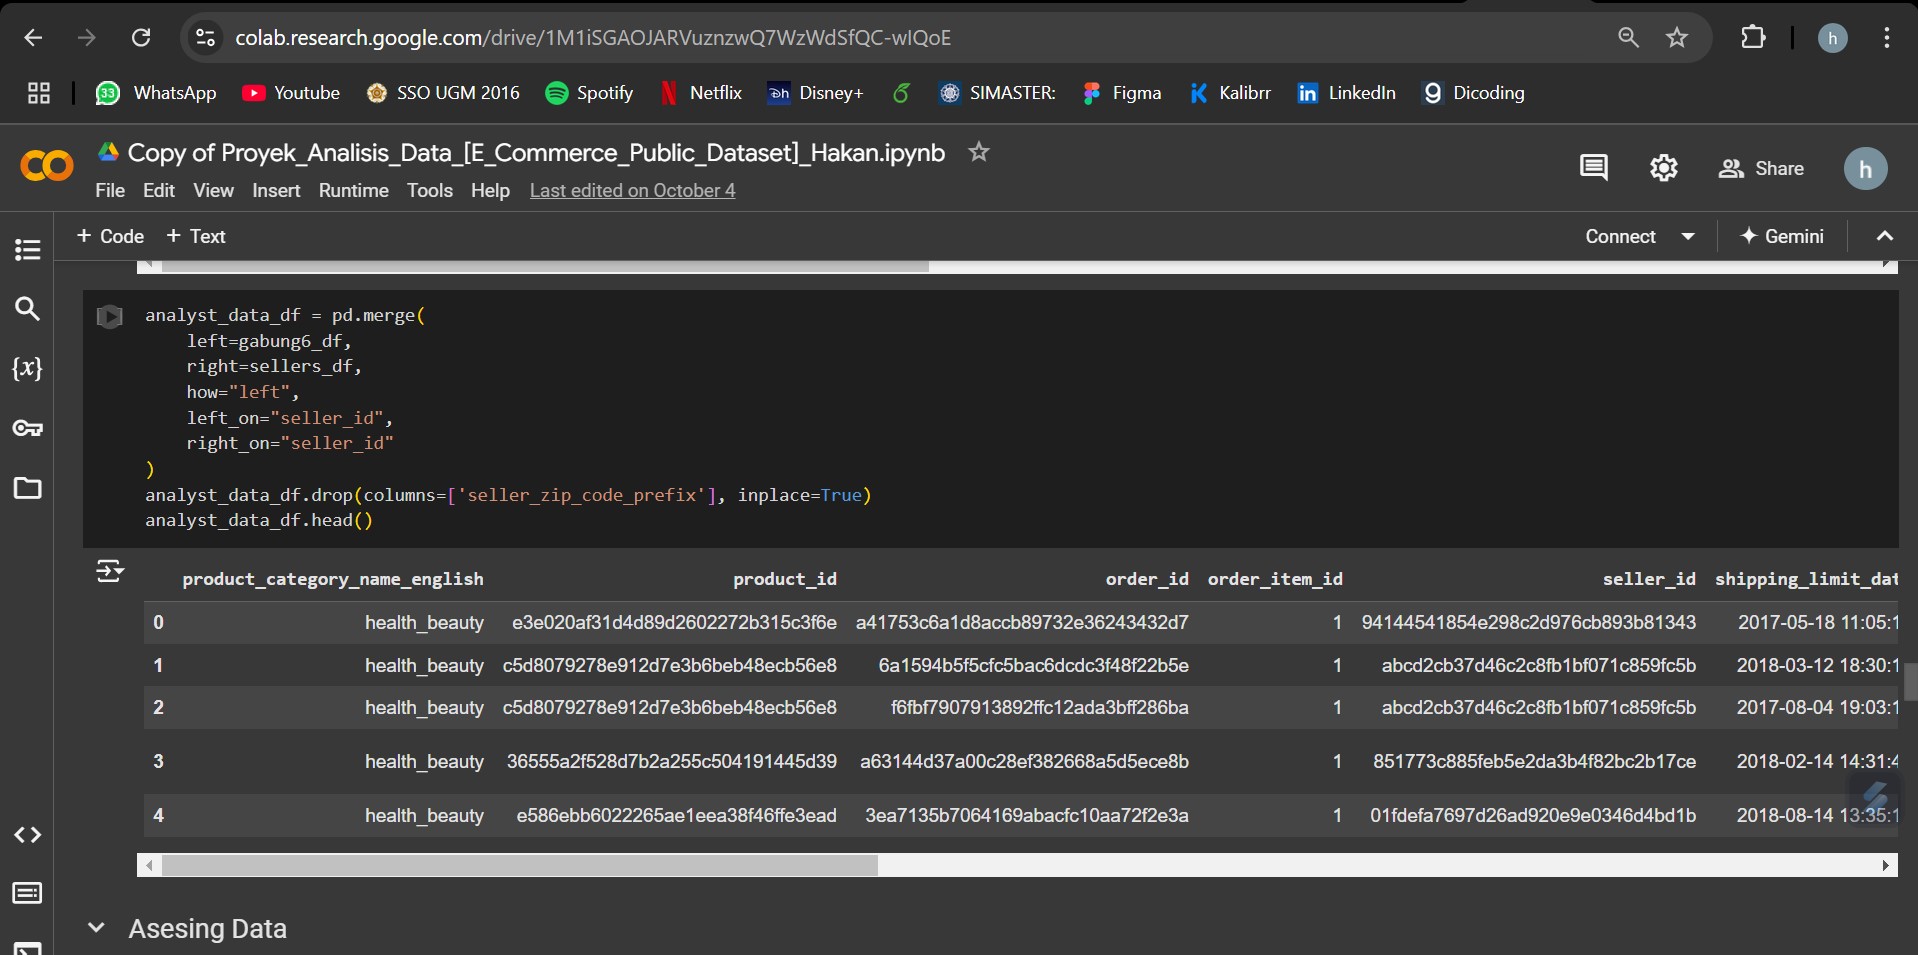 colab.research.google.com/drive/1M1iSGAOJARVuznzwQ7WzWdSfQC-wIQoE
h
33 WhatsApp Youtube SSO UGM 2016 Spotify Netflix Disney+ SIMASTER: Figma Kalibrr LinkedIn Dicoding
Copy of Proyek_Analisis_Data_[E_Commerce_Public_Dataset]_Hakan.ipynb
File Edit View Insert Runtime Tools Help Last edited on October 4
Share
h
+ Code + Text
Connect
Gemini
analyst_data_df = pd.merge(
left=gabung6_df,
right=sellers_df,
how="left",
left_on="seller_id",
right_on="seller_id"
)
analyst_data_df.drop(columns=['seller_zip_code_prefix'], inplace=True)
analyst_data_df.head()
product_category_name_english product_id order_id order_item_id seller_id shipping_limit_dat
0 health_beauty e3e020af31d4d89d2602272b315c3f6e a41753c6a1d8accb89732e36243432d7 1 94144541854e298c2d976cb893b81343 2017-05-18 11:05:1
1 health_beauty c5d8079278e912d7e3b6beb48ecb56e8 6a1594b5f5cfc5bac6dcdc3f48f22b5e 1 abcd2cb37d46c2c8fb1bf071c859fc5b 2018-03-12 18:30:1
2 health_beauty c5d8079278e912d7e3b6beb48ecb56e8 f6fbf7907913892ffc12ada3bff286ba 1 abcd2cb37d46c2c8fb1bf071c859fc5b 2017-08-04 19:03:1
3 health_beauty 36555a2f528d7b2a255c504191445d39 a63144d37a00c28ef382668a5d5ece8b 1 851773c885feb5e2da3b4f82bc2b17ce 2018-02-14 14:31:4
4 health_beauty e586ebb6022265ae1eea38f46ffe3ead 3ea7135b7064169abacfc10aa72f2e3a 1 01fdefa7697d26ad920e9e0346d4bd1b 2018-08-14 13:35:1
Asesing Data